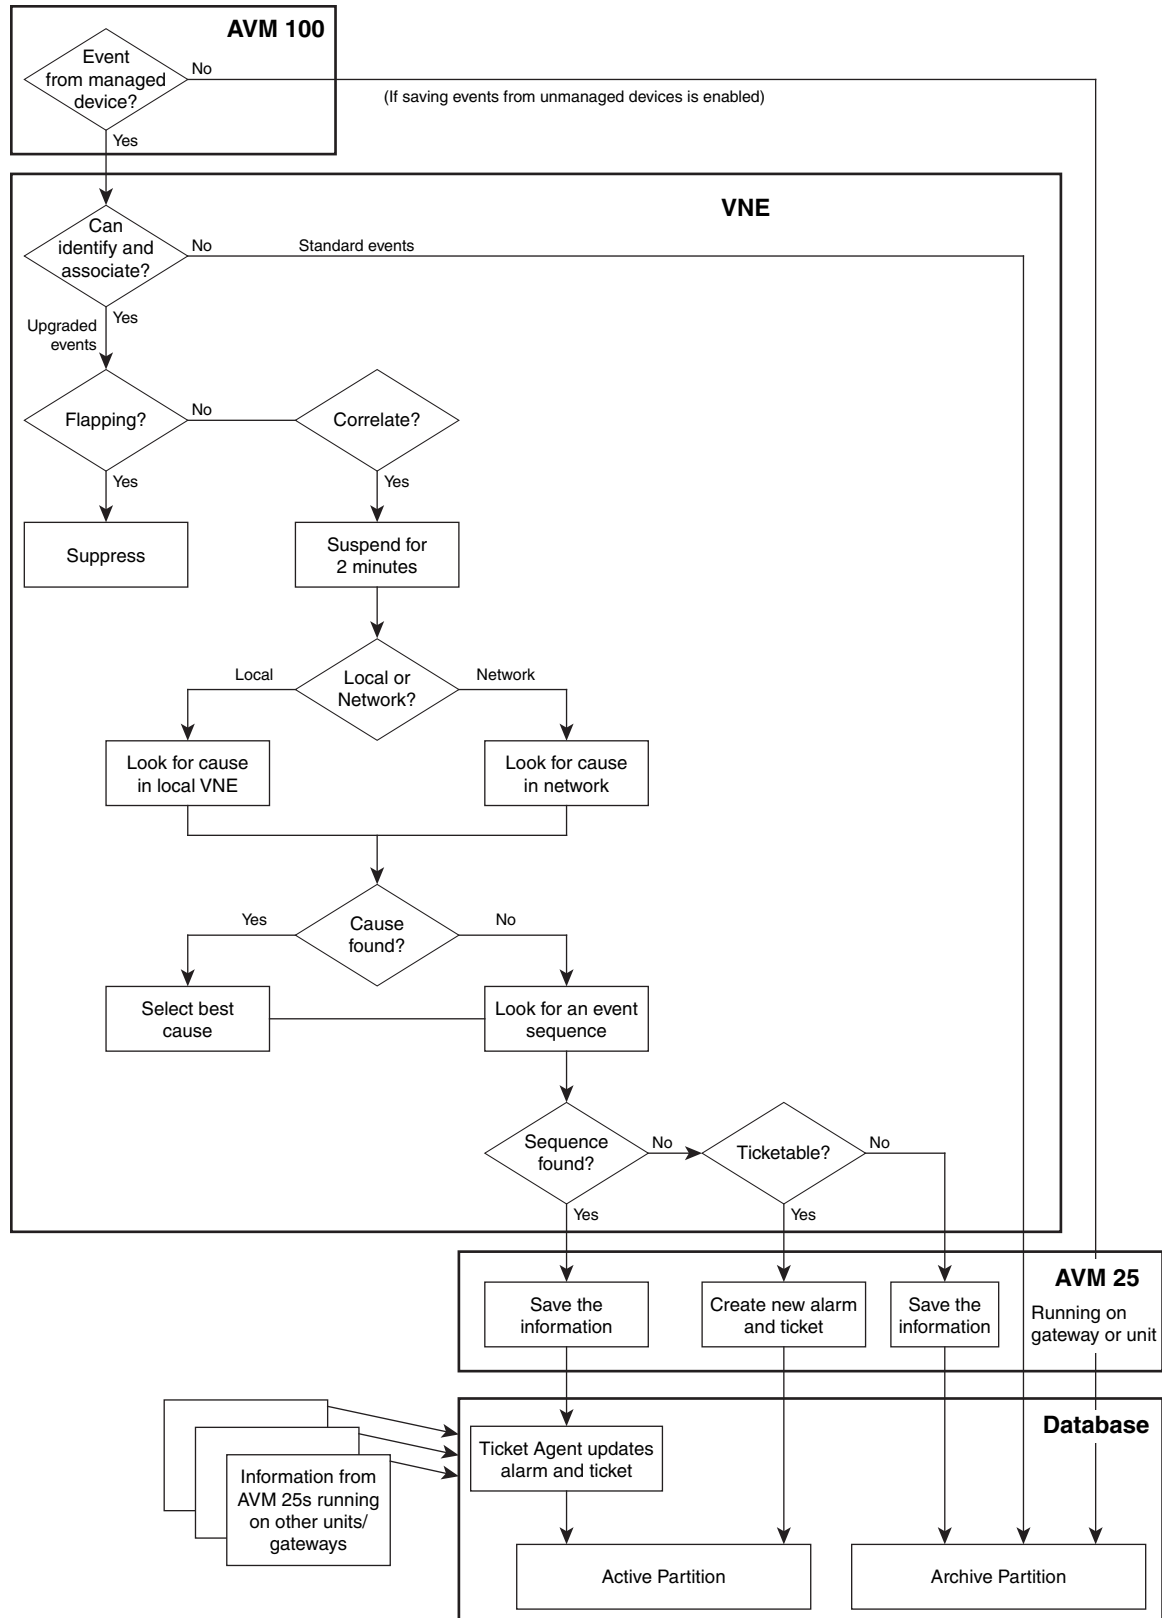 AVM 100
Event
from managed
device?
No
(If saving events from unmanaged devices is enabled)
Yes
VNE
Can
identify and
associate?
No
Standard events
Yes
Upgraded
events
Flapping?
No
Correlate?
Yes
Yes
Suppress
Suspend for
2 minutes
Local
Local or
Network?
Network
Look for cause
in local VNE
Look for cause
in network
Yes
Cause
found?
No
Select best
cause
Look for an event
sequence
Sequence
found?
No
Ticketable?
No
Yes
Yes
AVM 25
Running on
gateway or unit
Save the
information
Create new alarm
and ticket
Save the
information
Database
Ticket Agent updates
alarm and ticket
Information from
AVM 25s running
on other units/
gateways
Active Partition
Archive Partition